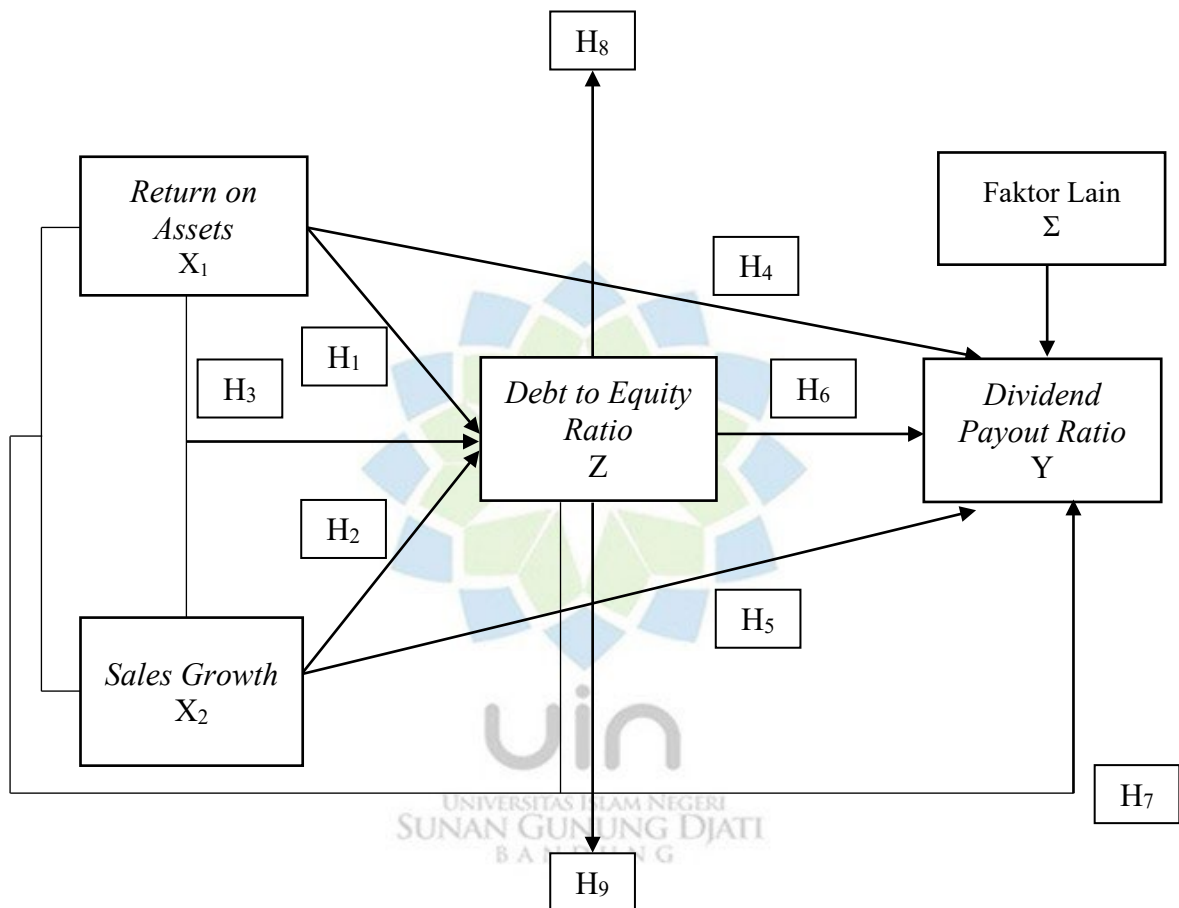 H₈
Return on
Assets
X₁
Faktor Lain
Σ
H₄
H₁
H₃
Debt to Equity
Ratio
Z
H₆
Dividend
Payout Ratio
Y
H₂
H₅
Sales Growth
X₂
uin
H₇
UNIVERSITAS ISLAM NEGERI
SUNAN GUNUNG DJATI
BANDUNG
H₉